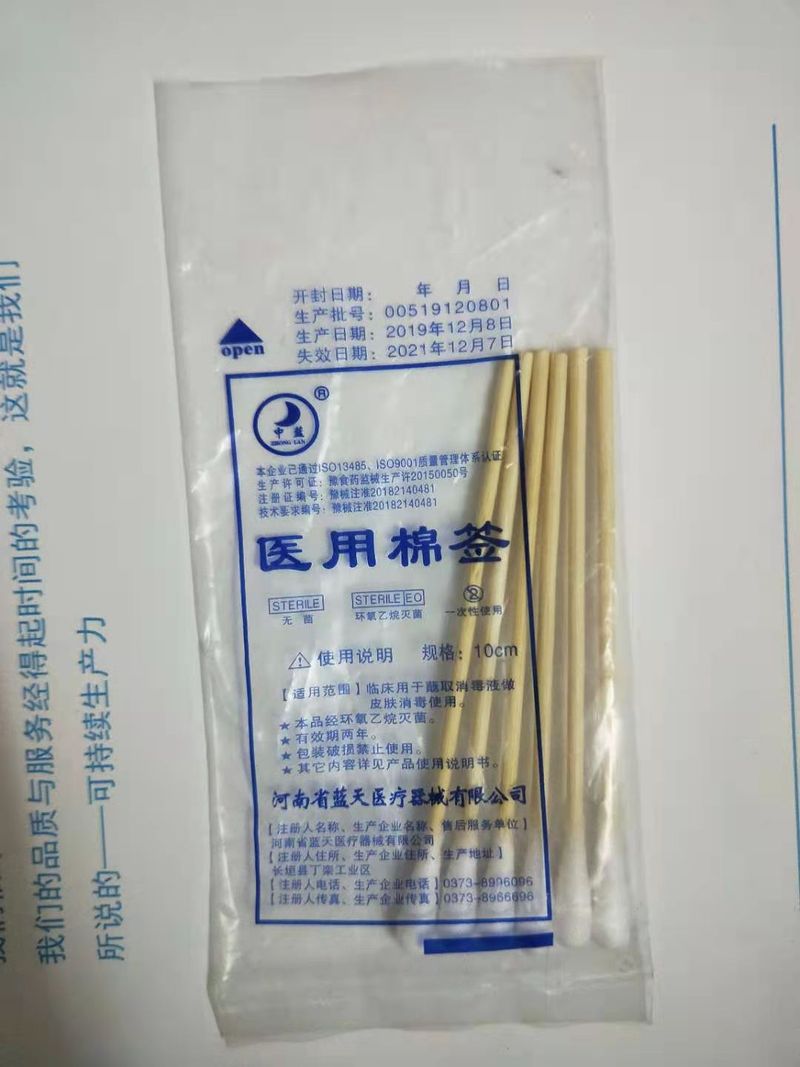 开封日期： 年 月 日
生产批号：00519120801
生产日期：2019年12月8日
失效日期：2021年12月7日
open
®
中蓝
ZHONG LAN
本企业已通过ISO13485、ISO9001质量管理体系认证
生产许可证：豫食药监械生产许20150050号
注册证编号：豫械注准20182140481
技术要求编号：豫械注准20182140481
医用棉签
STERILE STERILE EO 2
无菌 环氧乙烷灭菌 一次性使用
使用说明 规格：10cm
【适用范围】临床用于蘸取消毒液做
皮肤消毒使用。
★本品经环氧乙烷灭菌。
★有效期两年。
★包装破损禁止使用。
★其它内容详见产品使用说明书。
河南省蓝天医疗器械有限公司
【注册人名称、生产企业名称、售后服务单位】
河南省蓝天医疗器械有限公司
【注册人住所、生产企业住所、生产地址】
长垣县丁栾工业区
【注册人电话、生产企业电话】0373-8996096
【注册人传真、生产企业传真】0373-8966696
我们的品质与服务经得起时间的考验，这就是我们
所说的——可持续生产力